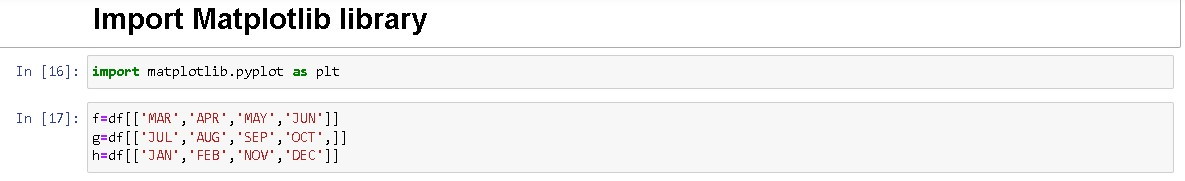 Import Matplotlib library
In [16]: import matplotlib.pyplot as plt
In [17]: f=df[['MAR','APR','MAY','JUN']]
g=df[['JUL','AUG','SEP','OCT',]]
h=df[['JAN','FEB','NOV','DEC']]